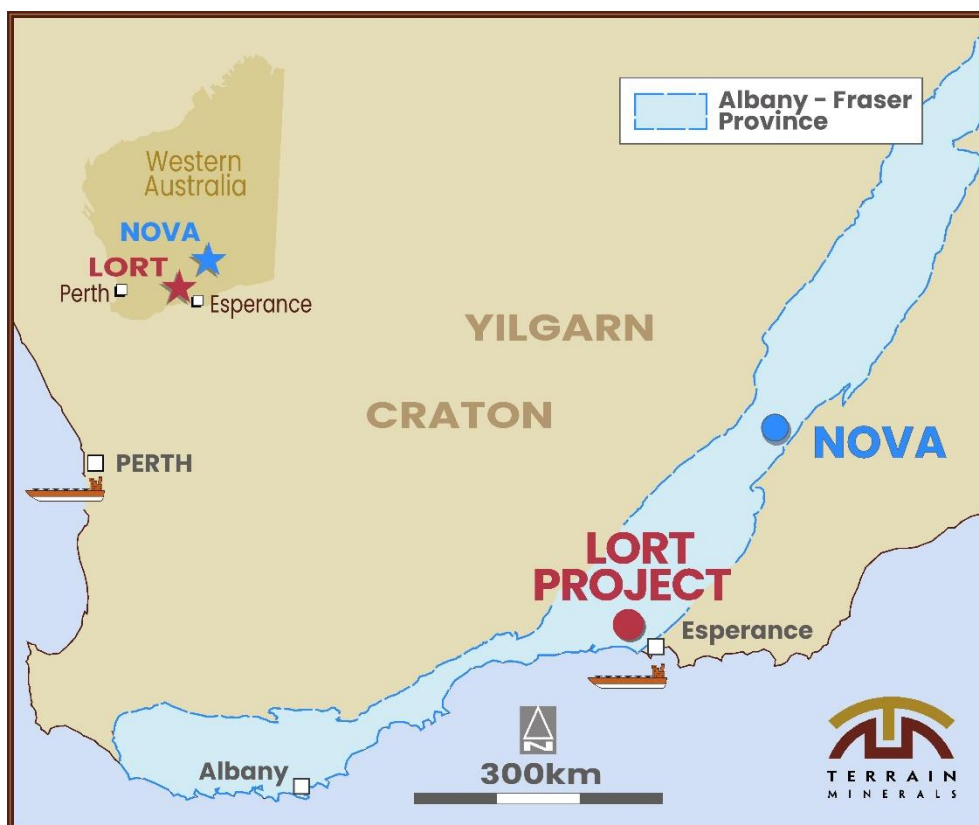 Albany - Fraser
Province
Western
Australia
NOVA
LORT
Perth
Esperance
YILGARN
CRATON
NOVA
PERTH
LORT
PROJECT
Esperance
Albany
N
300km
TERRAIN
MINERALS